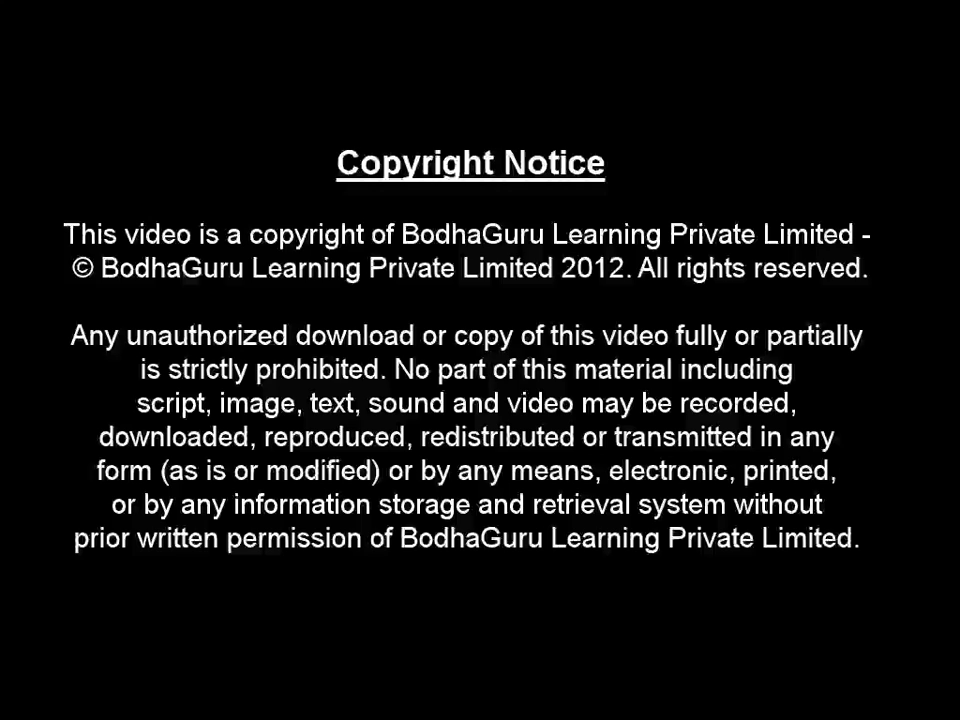 Copyright Notice
This video is a copyright of BodhaGuru Learning Private Limited -
© BodhaGuru Learning Private Limited 2012. All rights reserved.
Any unauthorized download or copy of this video fully or partially
is strictly prohibited. No part of this material including
script, image, text, sound and video may be recorded,
downloaded, reproduced, redistributed or transmitted in any
form (as is or modified) or by any means, electronic, printed,
or by any information storage and retrieval system without
prior written permission of BodhaGuru Learning Private Limited.